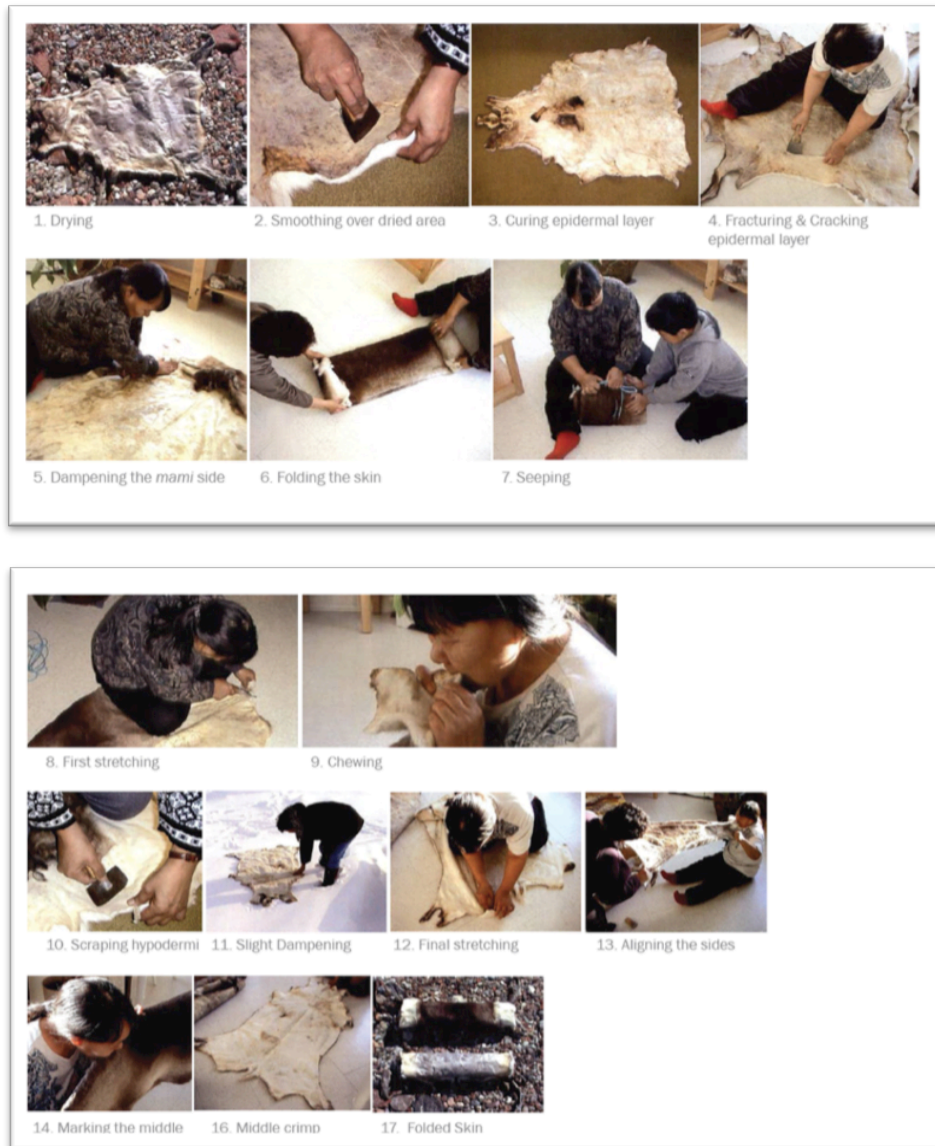 1. Drying
2. Smoothing over dried area
3. Curing epidermal layer
4. Fracturing & Cracking
epidermal layer
5. Dampening the mami side
6. Folding the skin
7. Seeping
8. First stretching
9. Chewing
10. Scraping hypodermi
11. Slight Dampening
12. Final stretching
13. Aligning the sides
14. Marking the middle
16. Middle crimp
17. Folded Skin